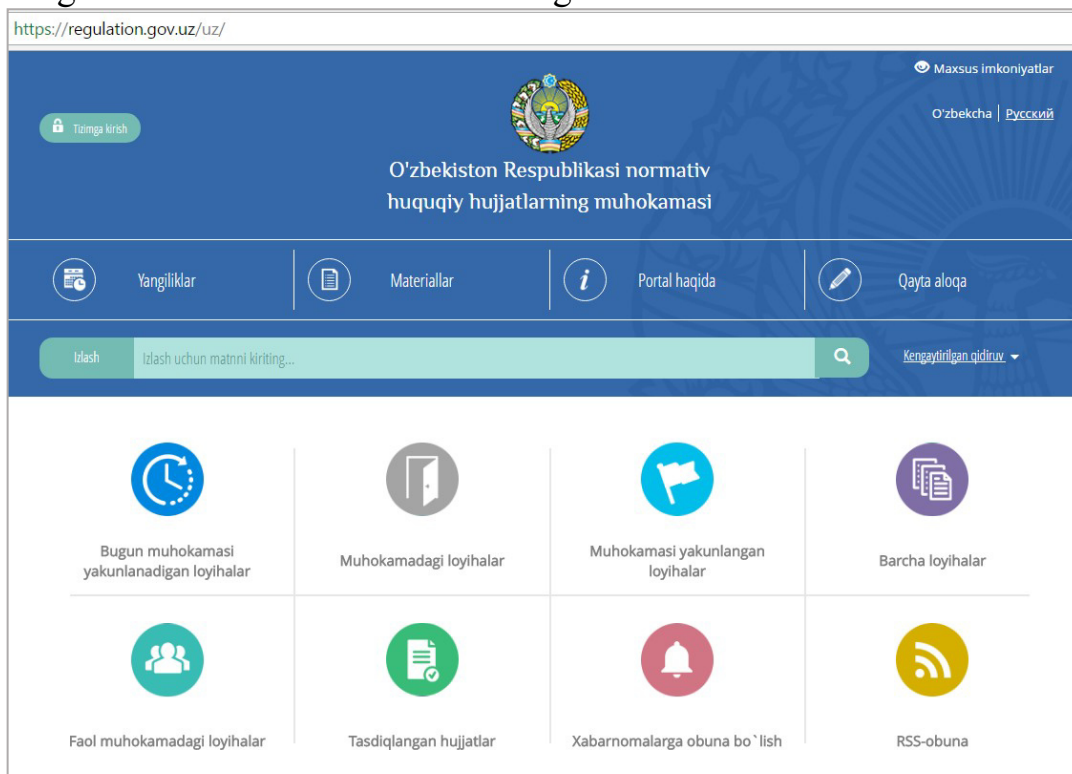 https://regulation.gov.uz/uz/
Maxsus imkoniyatlar
Tizimga kirish
O'zbekcha | Русский
O'zbekiston Respublikasi normativ
huquqiy hujjatlarning muhokamasi
Yangiliklar
Materiallar
Portal haqida
Qayta aloqa
Izlash
Izlash uchun matnni kiriting...
Kengaytirilgan qidiruv
Bugun muhokamasi
yakunlanadigan loyihalar
Muhokamadagi loyihalar
Muhokamasi yakunlangan
loyihalar
Barcha loyihalar
Faol muhokamadagi loyihalar
Tasdiqlangan hujjatlar
Xabarnomalarga obuna bo`lish
RSS-obuna